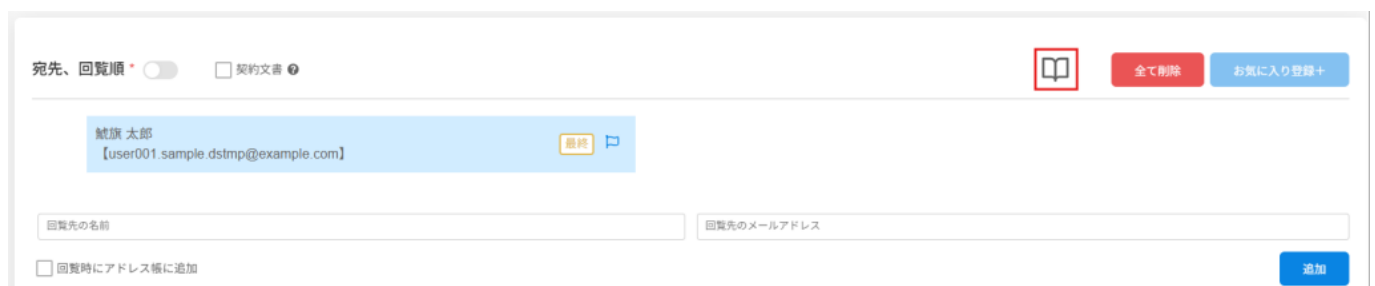 宛先、回覧順 * 契約文書 ? 全て削除 お気に入り登録+
鯱旗 太郎
【user001.sample.dstmp@example.com】 最終
回覧先の名前 回覧先のメールアドレス
回覧時にアドレス帳に追加 追加